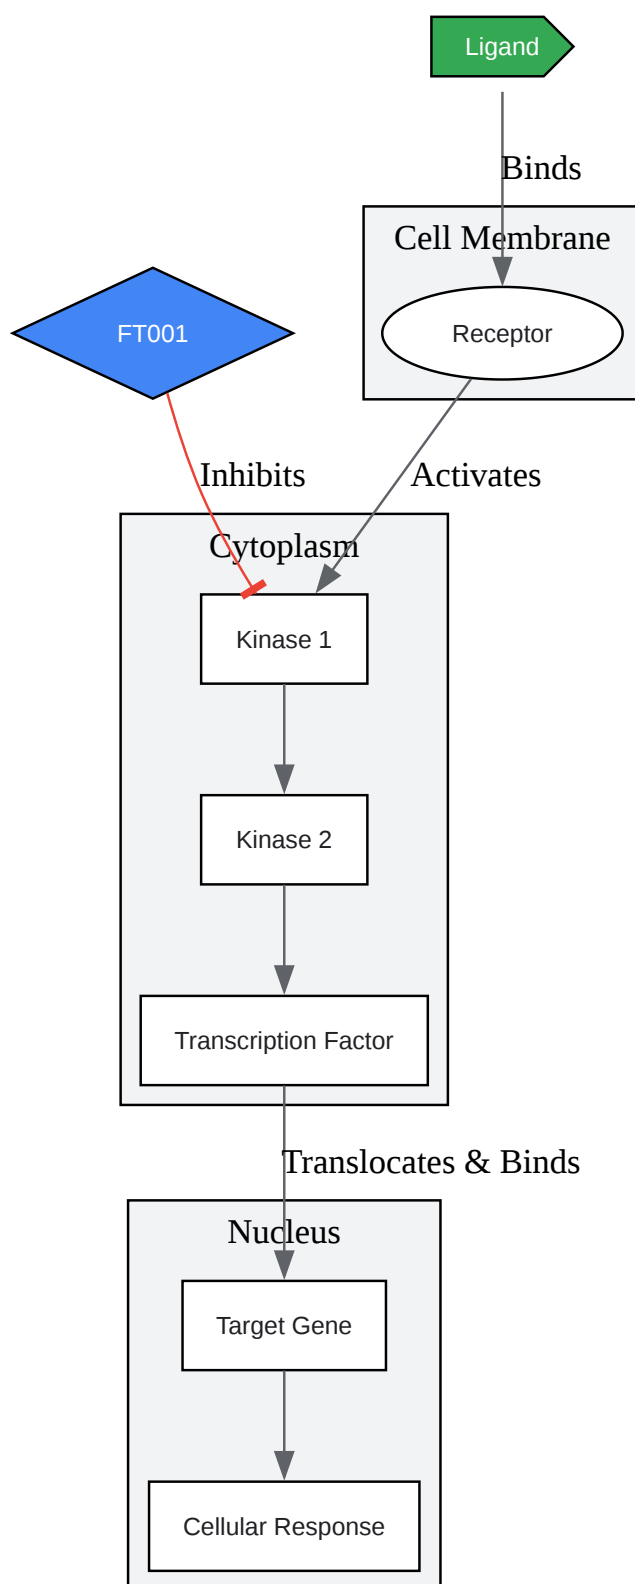 Ligand
Binds
Cell Membrane
FT001
Receptor
Inhibits
Activates
Cytoplasm
Kinase 1
Kinase 2
Transcription Factor
Translocates & Binds
Nucleus
Target Gene
Cellular Response